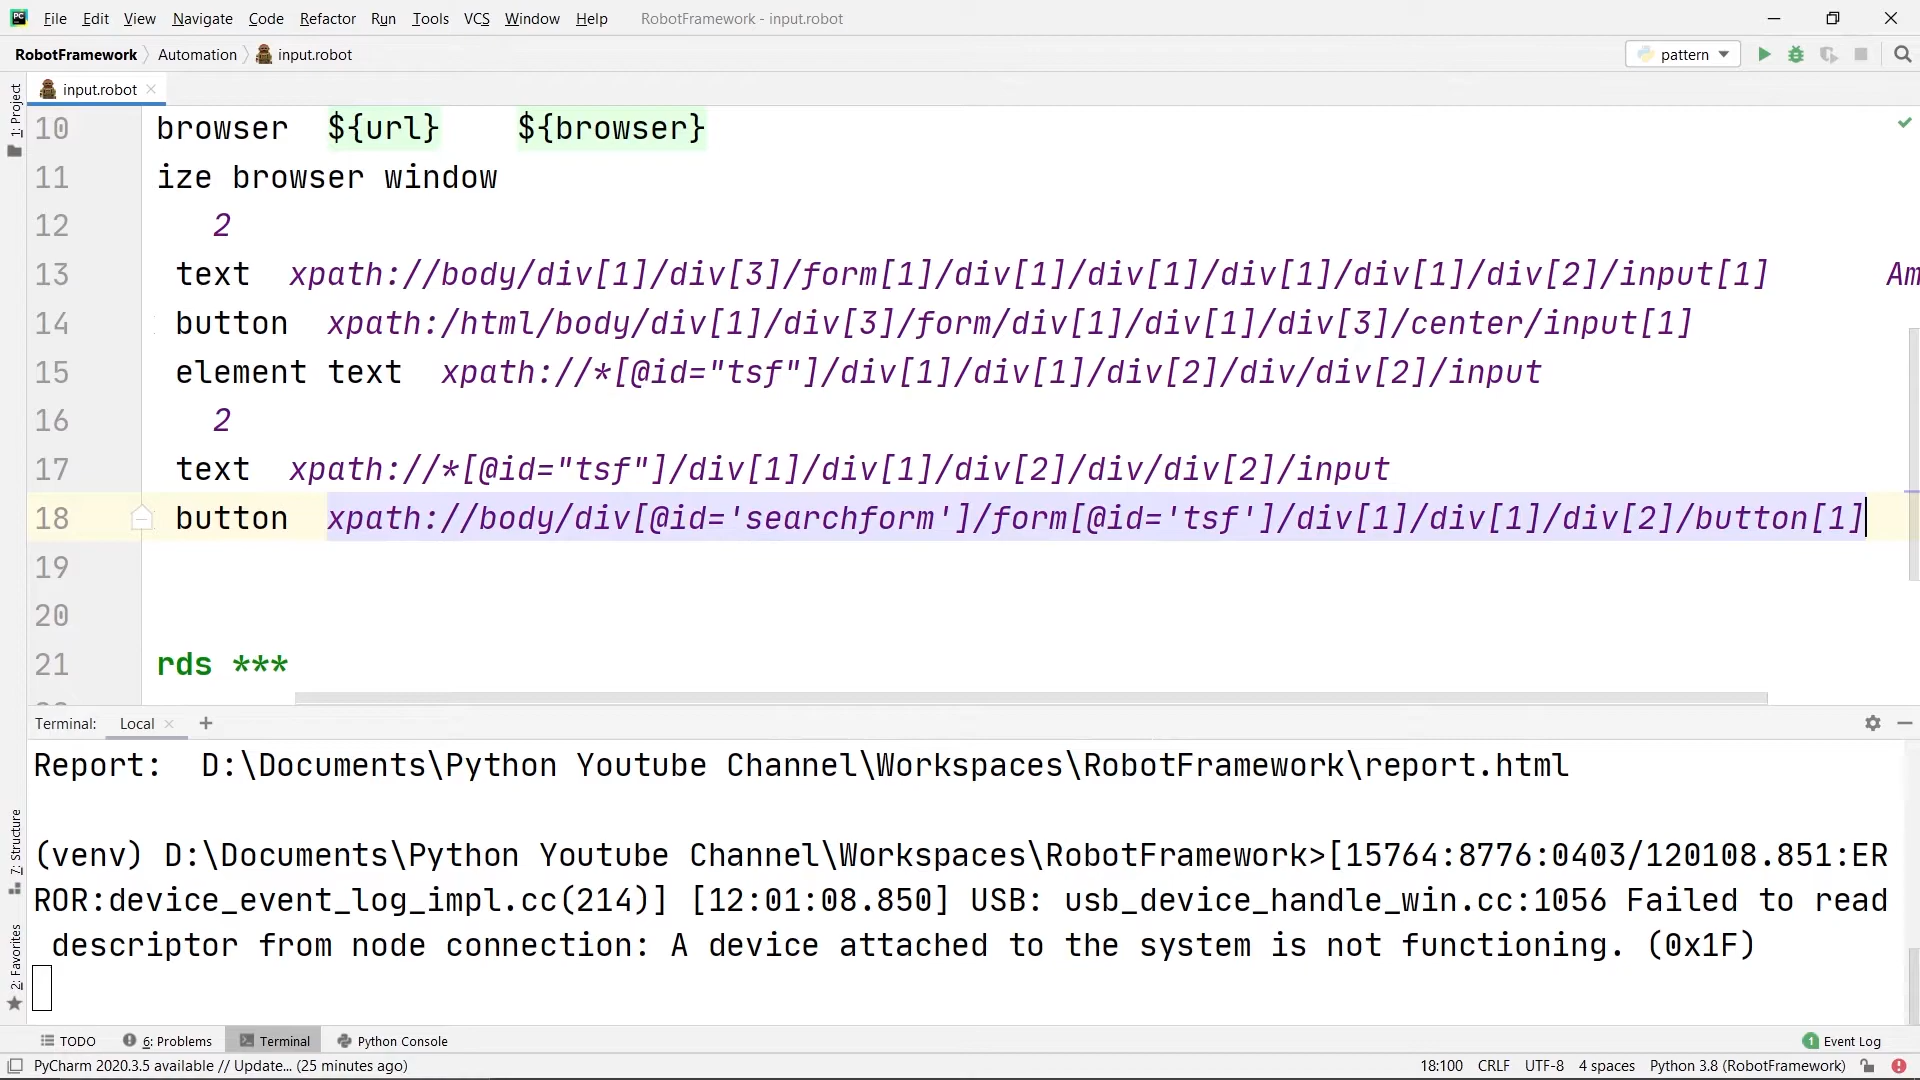 File Edit View Navigate Code Refactor Run Tools VCS Window Help RobotFramework - input.robot
RobotFramework Automation input.robot pattern
input.robot
1: Project
10 browser ${url} ${browser}
11 ize browser window
12 2
13 text xpath://body/div[1]/div[3]/form[1]/div[1]/div[1]/div[1]/div[1]/div[2]/input[1] Am
14 button xpath:/html/body/div[1]/div[3]/form/div[1]/div[1]/div[3]/center/input[1]
15 element text xpath://*[@id="tsf"]/div[1]/div[1]/div[2]/div/div[2]/input
16 2
17 text xpath://*[@id="tsf"]/div[1]/div[1]/div[2]/div/div[2]/input
18 button xpath://body/div[@id='searchform']/form[@id='tsf']/div[1]/div[1]/div[2]/button[1]
19
20
21 rds ***
Terminal: Local
Report: D:\Documents\Python Youtube Channel\Workspaces\RobotFramework\report.html
(venv) D:\Documents\Python Youtube Channel\Workspaces\RobotFramework>[15764:8776:0403/120108.851:ER
ROR:device_event_log_impl.cc(214)] [12:01:08.850] USB: usb_device_handle_win.cc:1056 Failed to read
descriptor from node connection: A device attached to the system is not functioning. (0x1F)
7: Structure
2: Favorites
TODO 6: Problems Terminal Python Console 1 Event Log
PyCharm 2020.3.5 available // Update... (25 minutes ago) 18:100 CRLF UTF-8 4 spaces Python 3.8 (RobotFramework)